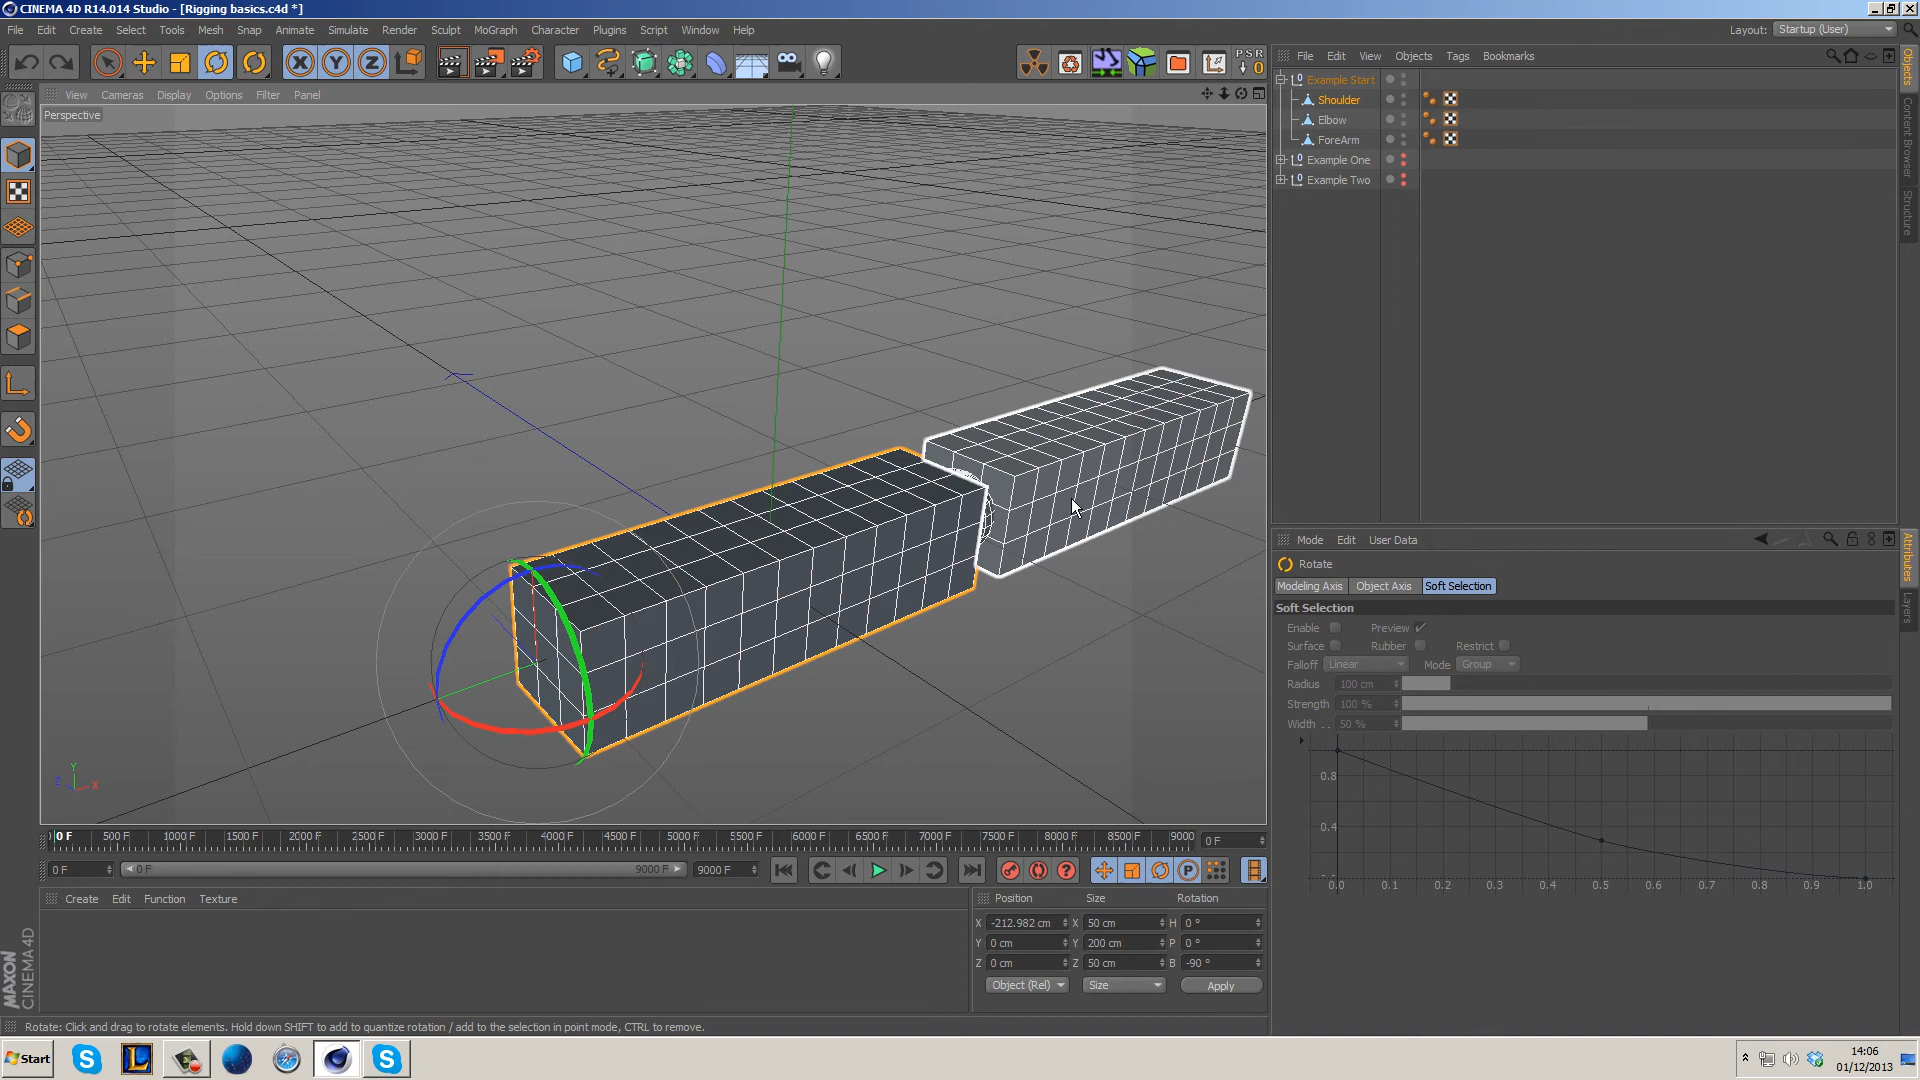 CINEMA 4D R14.014 Studio - [Rigging basics.c4d *]
File Edit Create Select Tools Mesh Snap Animate Simulate Render Sculpt MoGraph Character Plugins Script Window Help
Layout: Startup (User)
X Y Z
PSR
0
File Edit View Objects Tags Bookmarks
View Cameras Display Options Filter Panel
Perspective
Example Start
Shoulder
Elbow
ForeArm
Example One
Example Two
Objects
Content Browser
Structure
Mode Edit User Data
Attributes
Layers
Rotate
Modeling Axis Object Axis Soft Selection
Soft Selection
Enable Preview
Surface Rubber Restrict
Falloff Linear Mode Group
Radius 100 cm
Strength 100 %
Width .. 50 %
0.8
0.4
0.0 0.1 0.2 0.3 0.4 0.5 0.6 0.7 0.8 0.9 1.0
Y
Z X
0 F 500 F 1000 F 1500 F 2000 F 2500 F 3000 F 3500 F 4000 F 4500 F 5000 F 5500 F 6000 F 6500 F 7000 F 7500 F 8000 F 8500 F 9000 0 F
0 F 0 F 9000 F 9000 F
P
Create Edit Function Texture
Position Size Rotation
X -212.982 cm X 50 cm H 0 °
Y 0 cm Y 200 cm P 0 °
Z 0 cm Z 50 cm B -90 °
Object (Rel) Size Apply
MAXON
CINEMA 4D
Rotate: Click and drag to rotate elements. Hold down SHIFT to add to quantize rotation / add to the selection in point mode, CTRL to remove.
Start
14:06
01/12/2013